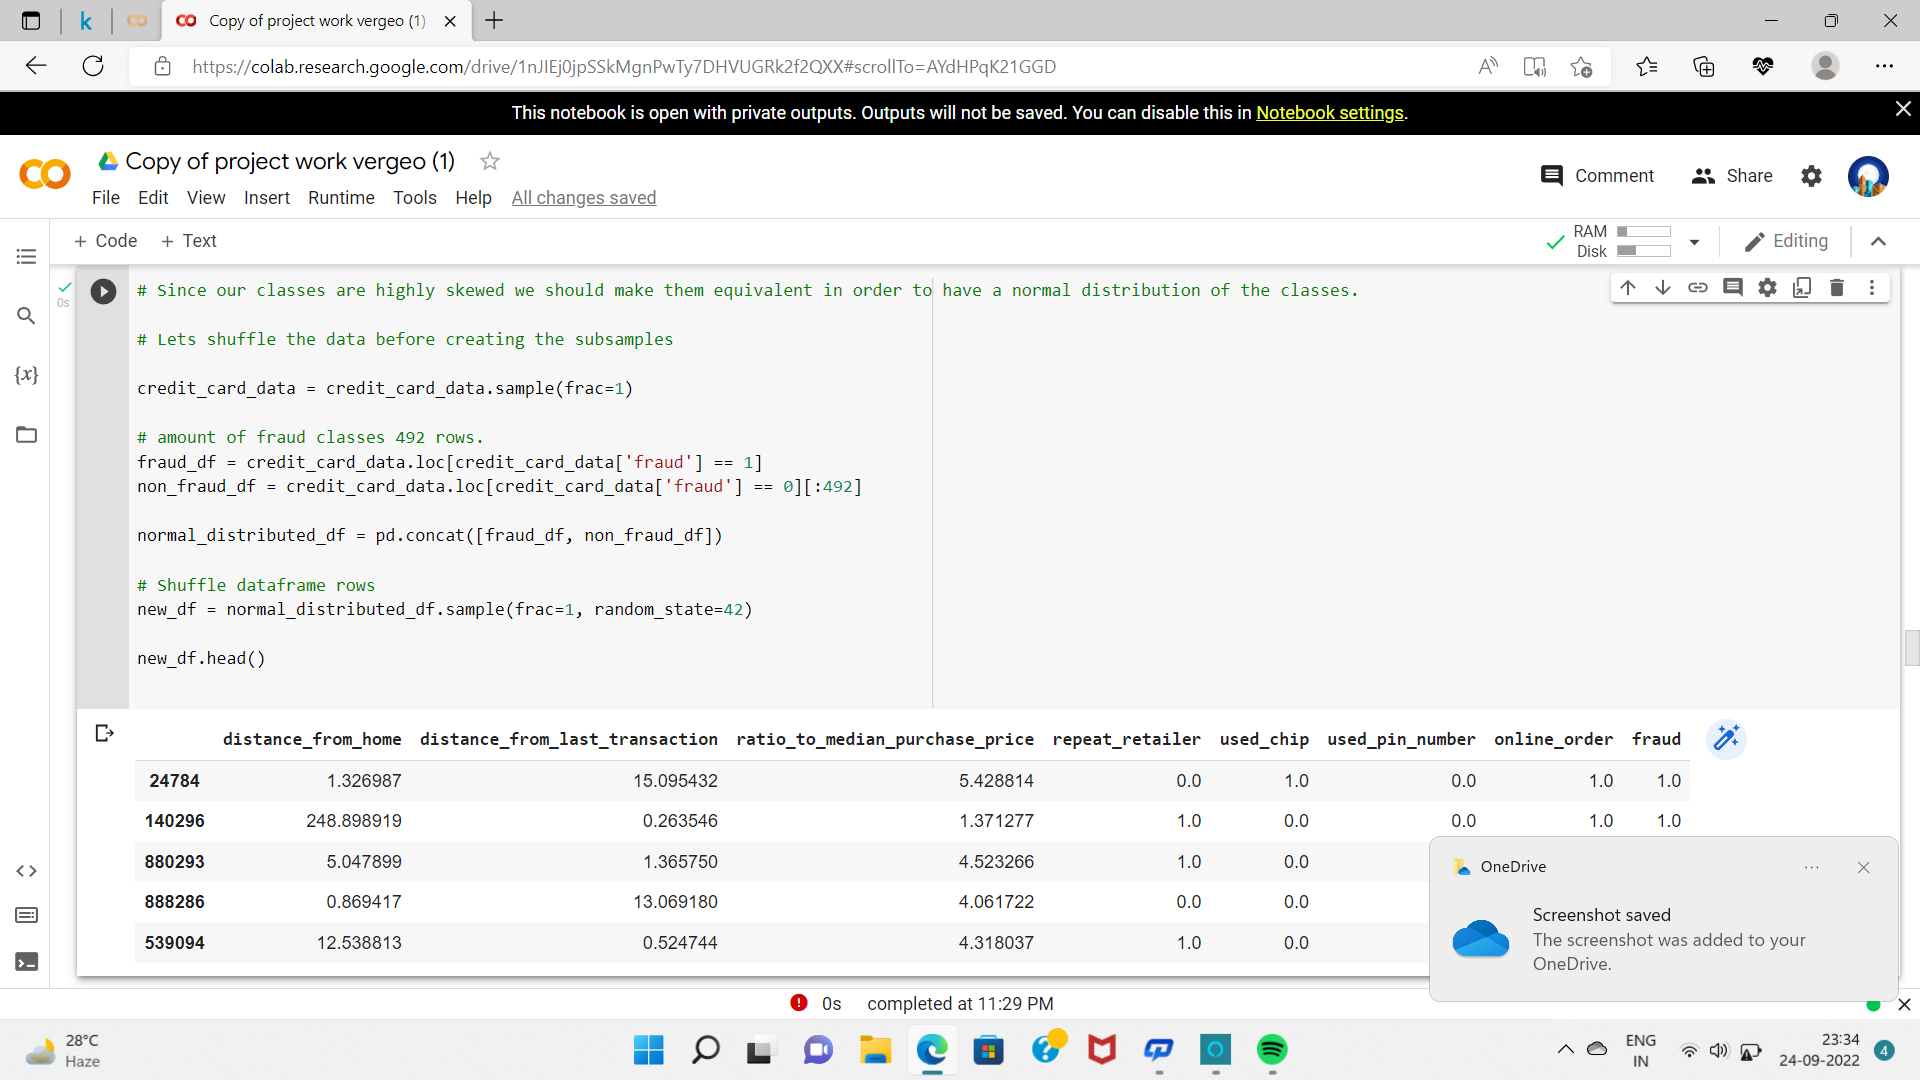 k
Copy of project work vergeo (1)
https://colab.research.google.com/drive/1nJIEj0jpSSkMgnPwTy7DHVUGRk2f2QXX#scrollTo=AYdHPqK21GGD
This notebook is open with private outputs. Outputs will not be saved. You can disable this in Notebook settings.
Copy of project work vergeo (1)
Comment
Share
File Edit View Insert Runtime Tools Help All changes saved
+ Code + Text
RAM
Disk
Editing
0s
# Since our classes are highly skewed we should make them equivalent in order to have a normal distribution of the classes.
# Lets shuffle the data before creating the subsamples
credit_card_data = credit_card_data.sample(frac=1)
# amount of fraud classes 492 rows.
fraud_df = credit_card_data.loc[credit_card_data['fraud'] == 1]
non_fraud_df = credit_card_data.loc[credit_card_data['fraud'] == 0][:492]
normal_distributed_df = pd.concat([fraud_df, non_fraud_df])
# Shuffle dataframe rows
new_df = normal_distributed_df.sample(frac=1, random_state=42)
new_df.head()
distance_from_home distance_from_last_transaction ratio_to_median_purchase_price repeat_retailer used_chip used_pin_number online_order fraud
24784 1.326987 15.095432 5.428814 0.0 1.0 0.0 1.0 1.0
140296 248.898919 0.263546 1.371277 1.0 0.0 0.0 1.0 1.0
880293 5.047899 1.365750 4.523266 1.0 0.0
888286 0.869417 13.069180 4.061722 0.0 0.0
539094 12.538813 0.524744 4.318037 1.0 0.0
OneDrive
Screenshot saved
The screenshot was added to your
OneDrive.
0s completed at 11:29 PM
28°C
Haze
ENG
IN
23:34
24-09-2022
4